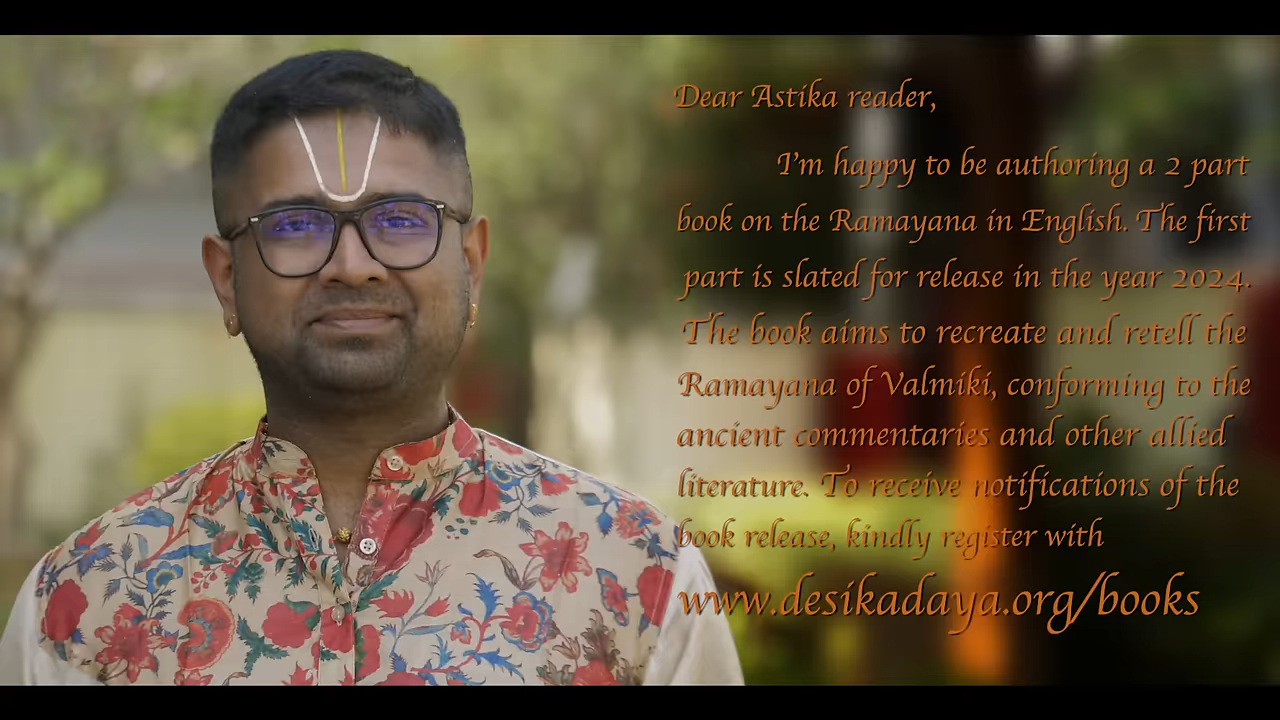 Dear Astika reader,
I'm happy to be authoring a 2 part
book on the Ramayana in English. The first
part is slated for release in the year 2024.
The book aims to recreate and retell the
Ramayana of Valmiki, conforming to the
ancient commentaries and other allied
literature. To receive notifications of the
book release, kindly register with
www.desikadaya.org/books